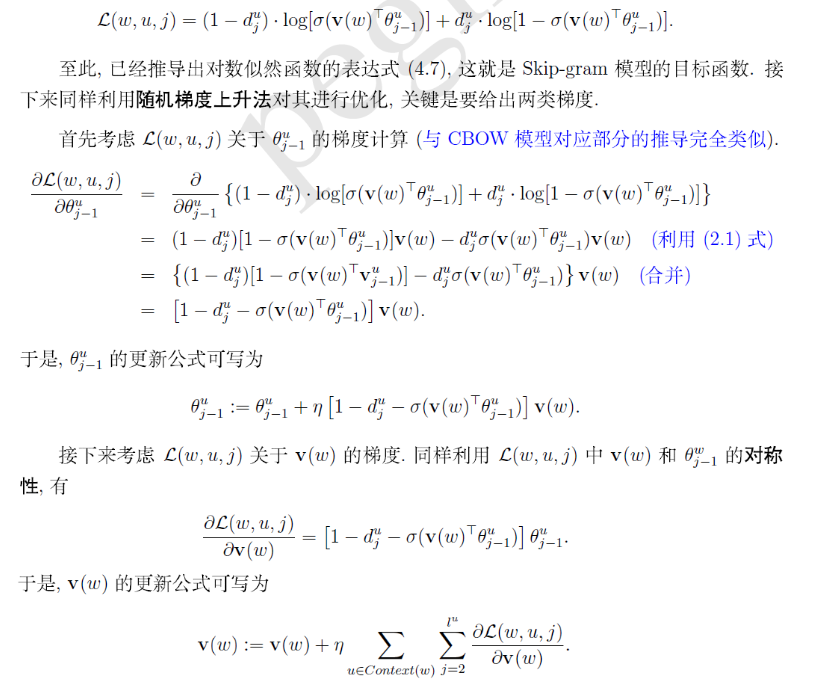 $\mathcal{L}(w,u,j) = (1-d_j^u)\cdot\log[\sigma(\mathbf{v}(w)^\top\theta_{j-1}^u)] + d_j^u\cdot\log[1-\sigma(\mathbf{v}(w)^\top\theta_{j-1}^u)].$
至此, 已经推导出对数似然函数的表达式 (4.7), 这就是 Skip-gram 模型的目标函数. 接
下来同样利用随机梯度上升法对其进行优化, 关键是要给出两类梯度.
首先考虑 $\mathcal{L}(w,u,j)$ 关于 $\theta_{j-1}^u$ 的梯度计算 (与 CBOW 模型对应部分的推导完全类似).
$\frac{\partial\mathcal{L}(w,u,j)}{\partial\theta_{j-1}^u} = \frac{\partial}{\partial\theta_{j-1}^u}\left\{(1-d_j^u)\cdot\log[\sigma(\mathbf{v}(w)^\top\theta_{j-1}^u)] + d_j^u\cdot\log[1-\sigma(\mathbf{v}(w)^\top\theta_{j-1}^u)]\right\}$
$= (1-d_j^u)[1-\sigma(\mathbf{v}(w)^\top\theta_{j-1}^u)]\mathbf{v}(w) - d_j^u\sigma(\mathbf{v}(w)^\top\theta_{j-1}^u)\mathbf{v}(w)$ (利用 (2.1) 式)
$= \left\{(1-d_j^u)[1-\sigma(\mathbf{v}(w)^\top\mathbf{v}_{j-1}^u)] - d_j^u\sigma(\mathbf{v}(w)^\top\theta_{j-1}^u)\right\}\mathbf{v}(w)$ (合并)
$= \left[1-d_j^u-\sigma(\mathbf{v}(w)^\top\theta_{j-1}^u)\right]\mathbf{v}(w).$
于是, $\theta_{j-1}^u$ 的更新公式可写为
$\theta_{j-1}^u := \theta_{j-1}^u + \eta\left[1-d_j^u-\sigma(\mathbf{v}(w)^\top\theta_{j-1}^u)\right]\mathbf{v}(w).$
接下来考虑 $\mathcal{L}(w,u,j)$ 关于 $\mathbf{v}(w)$ 的梯度. 同样利用 $\mathcal{L}(w,u,j)$ 中 $\mathbf{v}(w)$ 和 $\theta_{j-1}^w$ 的对称
性, 有
$\frac{\partial\mathcal{L}(w,u,j)}{\partial\mathbf{v}(w)} = \left[1-d_j^u-\sigma(\mathbf{v}(w)^\top\theta_{j-1}^u)\right]\theta_{j-1}^u.$
于是, $\mathbf{v}(w)$ 的更新公式可写为
$\mathbf{v}(w) := \mathbf{v}(w) + \eta\sum_{u\in Context(w)}\sum_{j=2}^{l^u}\frac{\partial\mathcal{L}(w,u,j)}{\partial\mathbf{v}(w)}.$